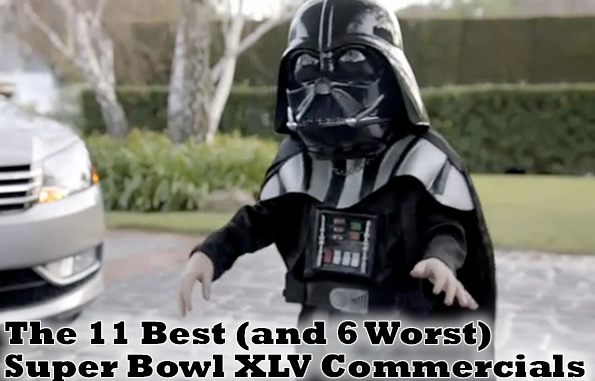 The 11 Best (and 6 Worst)
Super Bowl XLV Commercials